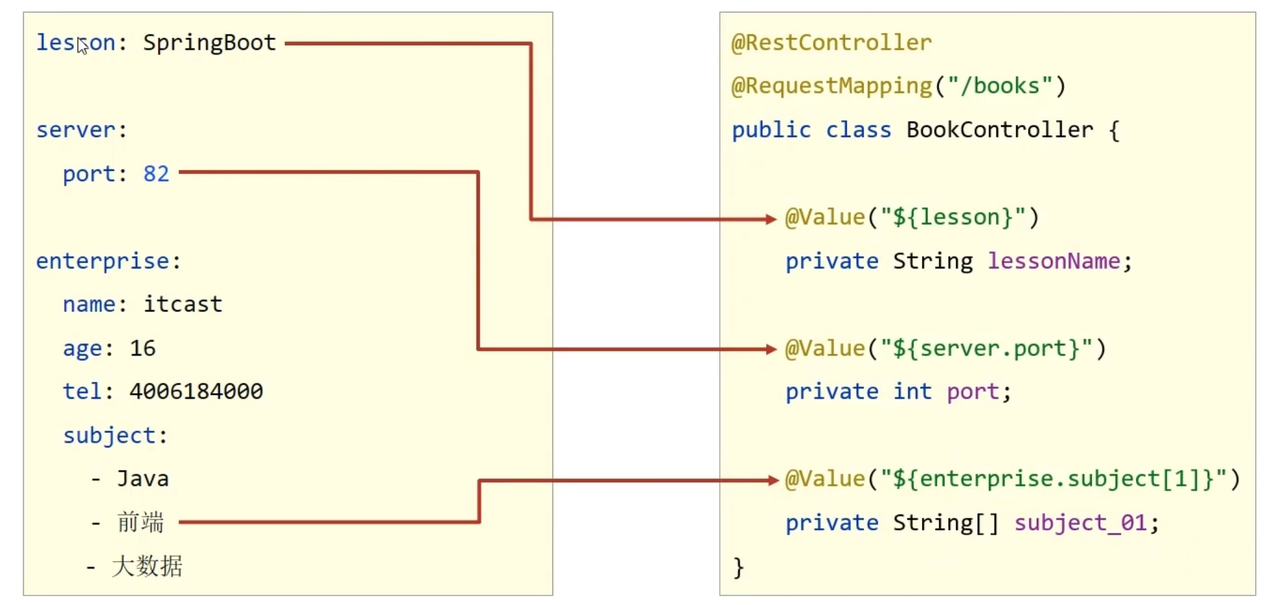 lesson: SpringBoot
server:
  port: 82
enterprise:
  name: itcast
  age: 16
  tel: 4006184000
  subject:
    - Java
    - 前端
    - 大数据
@RestController
@RequestMapping("/books")
public class BookController {
    @Value("${lesson}")
    private String lessonName;
    @Value("${server.port}")
    private int port;
    @Value("${enterprise.subject[1]}")
    private String[] subject_01;
}